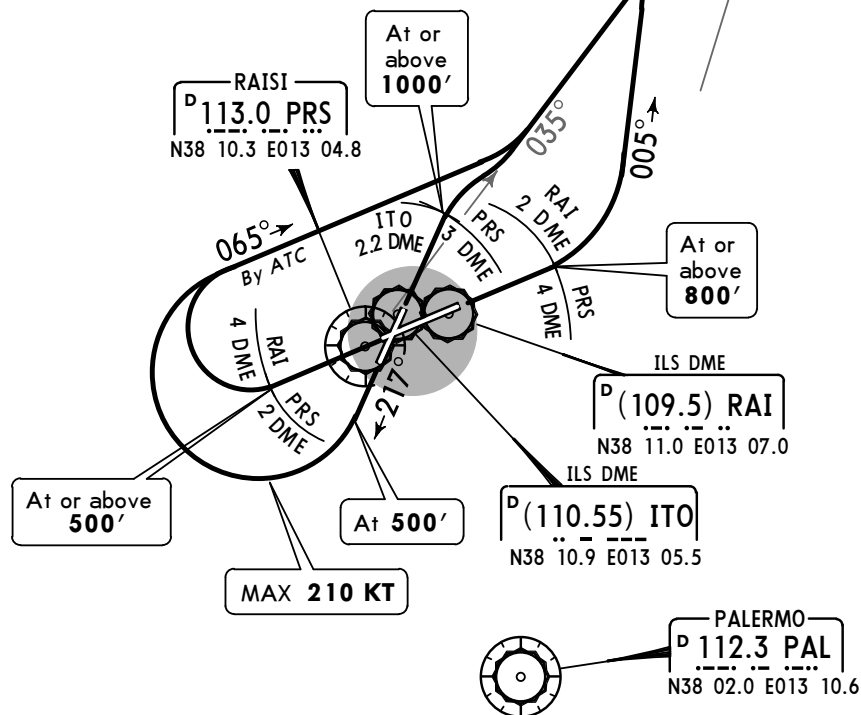 At or
above
1000′
RAISI
D 113.0 PRS
N38 10.3 E013 04.8
035°
005°
RAI
2 DME
PRS
3 DME
ITO
2.2 DME
065°
By ATC
At or
above
800′
PRS
4 DME
RAI
4 DME
PRS
2 DME
217°
ILS DME
D (109.5) RAI
N38 11.0 E013 07.0
ILS DME
D (110.55) ITO
N38 10.9 E013 05.5
At or above
500′
At 500′
MAX 210 KT
PALERMO
D 112.3 PAL
N38 02.0 E013 10.6